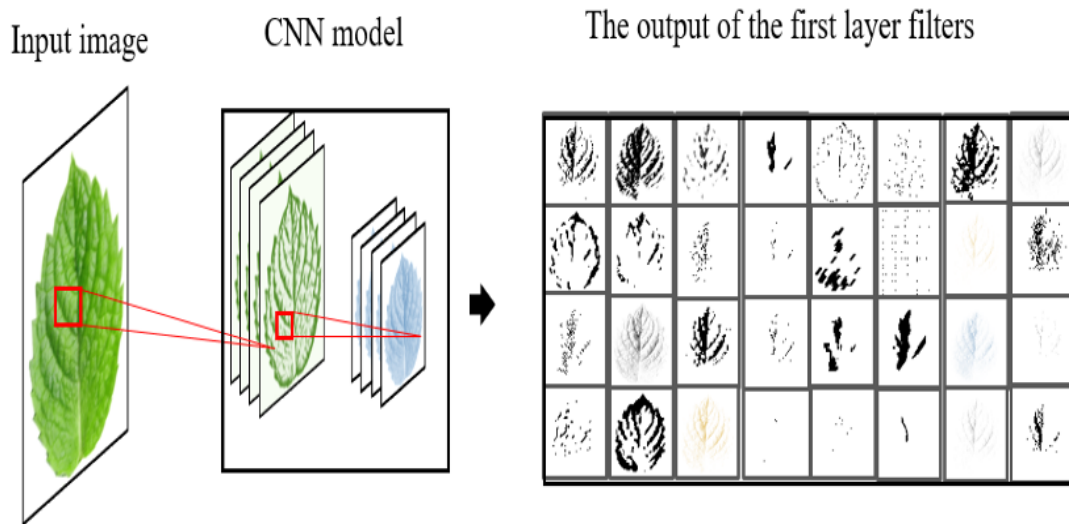 Input image
CNN model
The output of the first layer filters